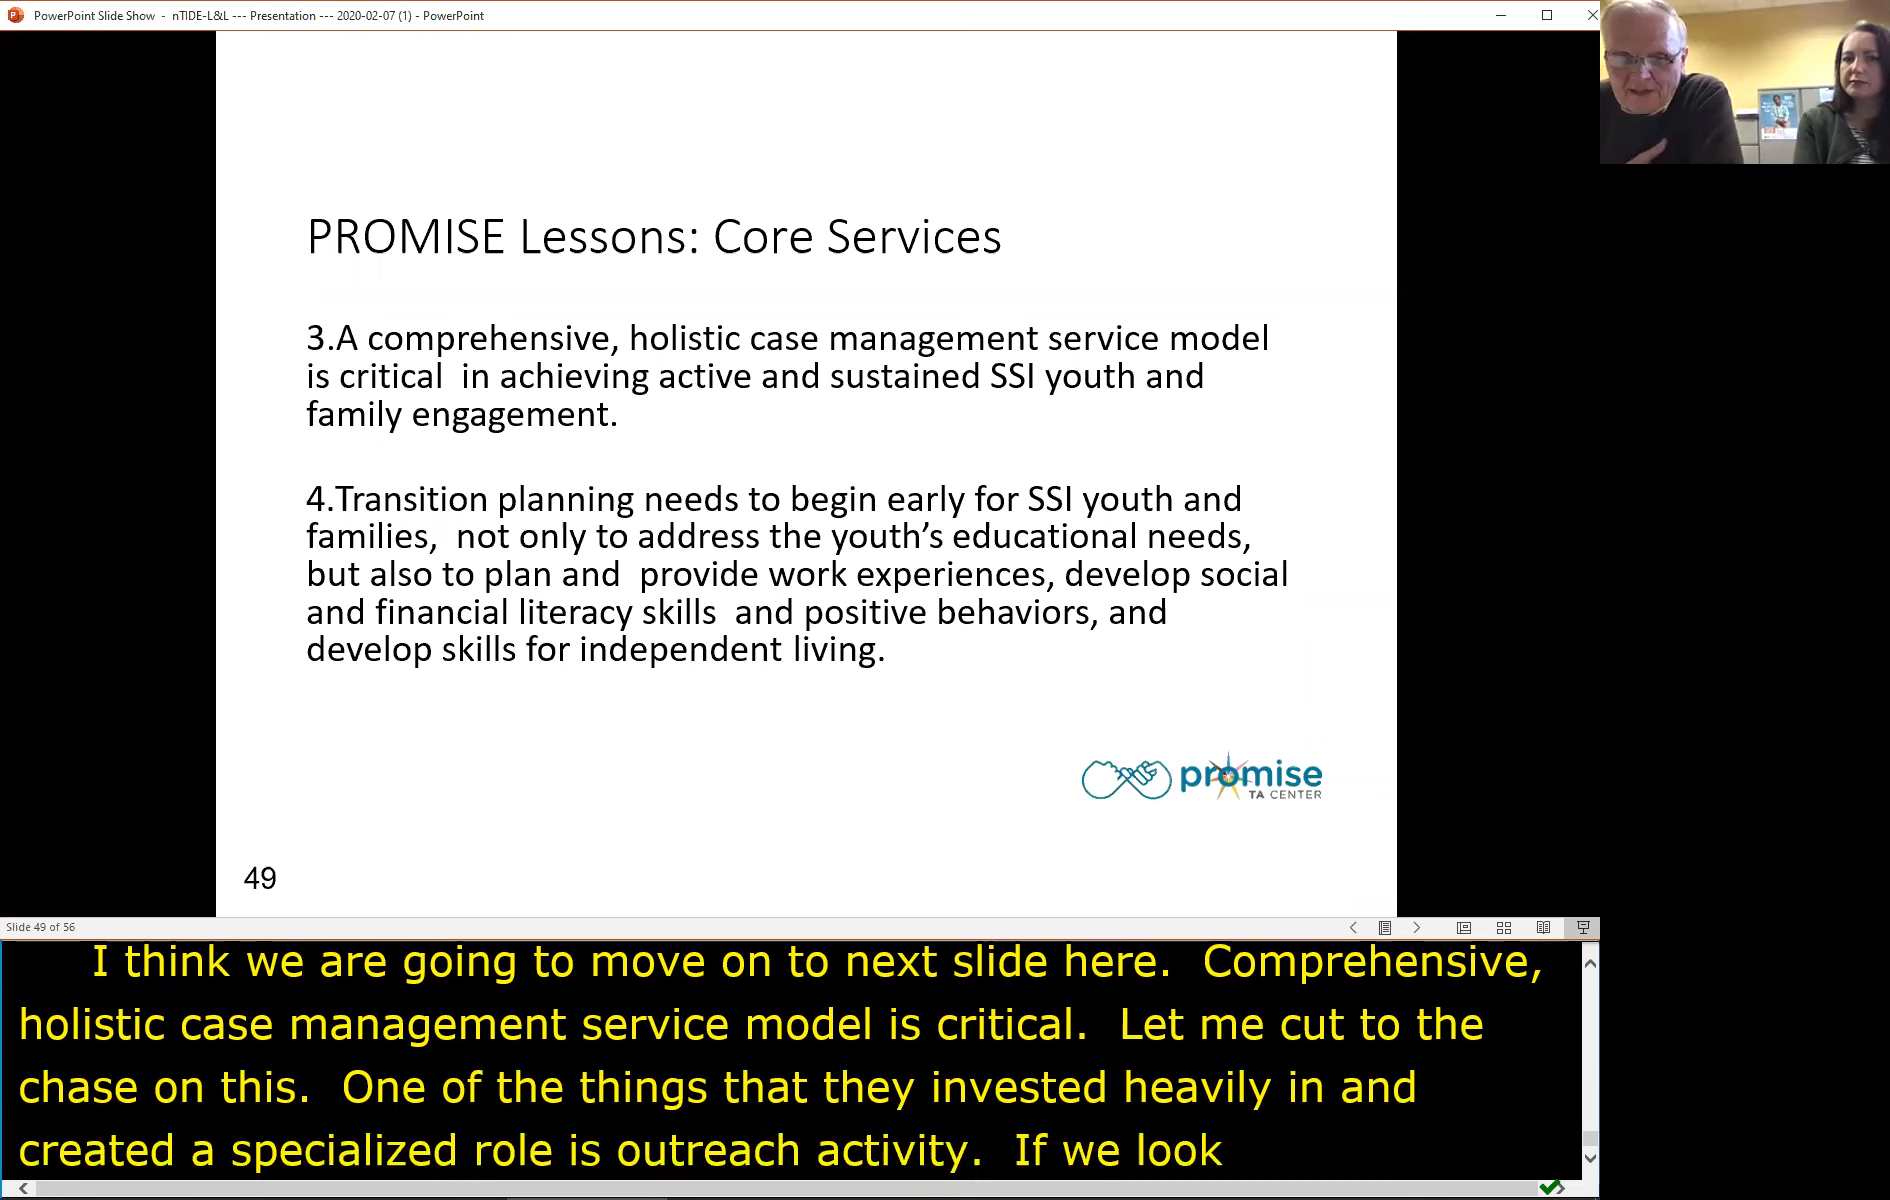 PowerPoint Slide Show - nTIDE-L&L --- Presentation --- 2020-02-07 (1) - PowerPoint
PROMISE Lessons: Core Services
3.A comprehensive, holistic case management service model
is critical in achieving active and sustained SSI youth and
family engagement.
4.Transition planning needs to begin early for SSI youth and
families, not only to address the youth’s educational needs,
but also to plan and provide work experiences, develop social
and financial literacy skills and positive behaviors, and
develop skills for independent living.
promise
TA CENTER
49
Slide 49 of 56
I think we are going to move on to next slide here. Comprehensive,
holistic case management service model is critical. Let me cut to the
chase on this. One of the things that they invested heavily in and
created a specialized role is outreach activity. If we look